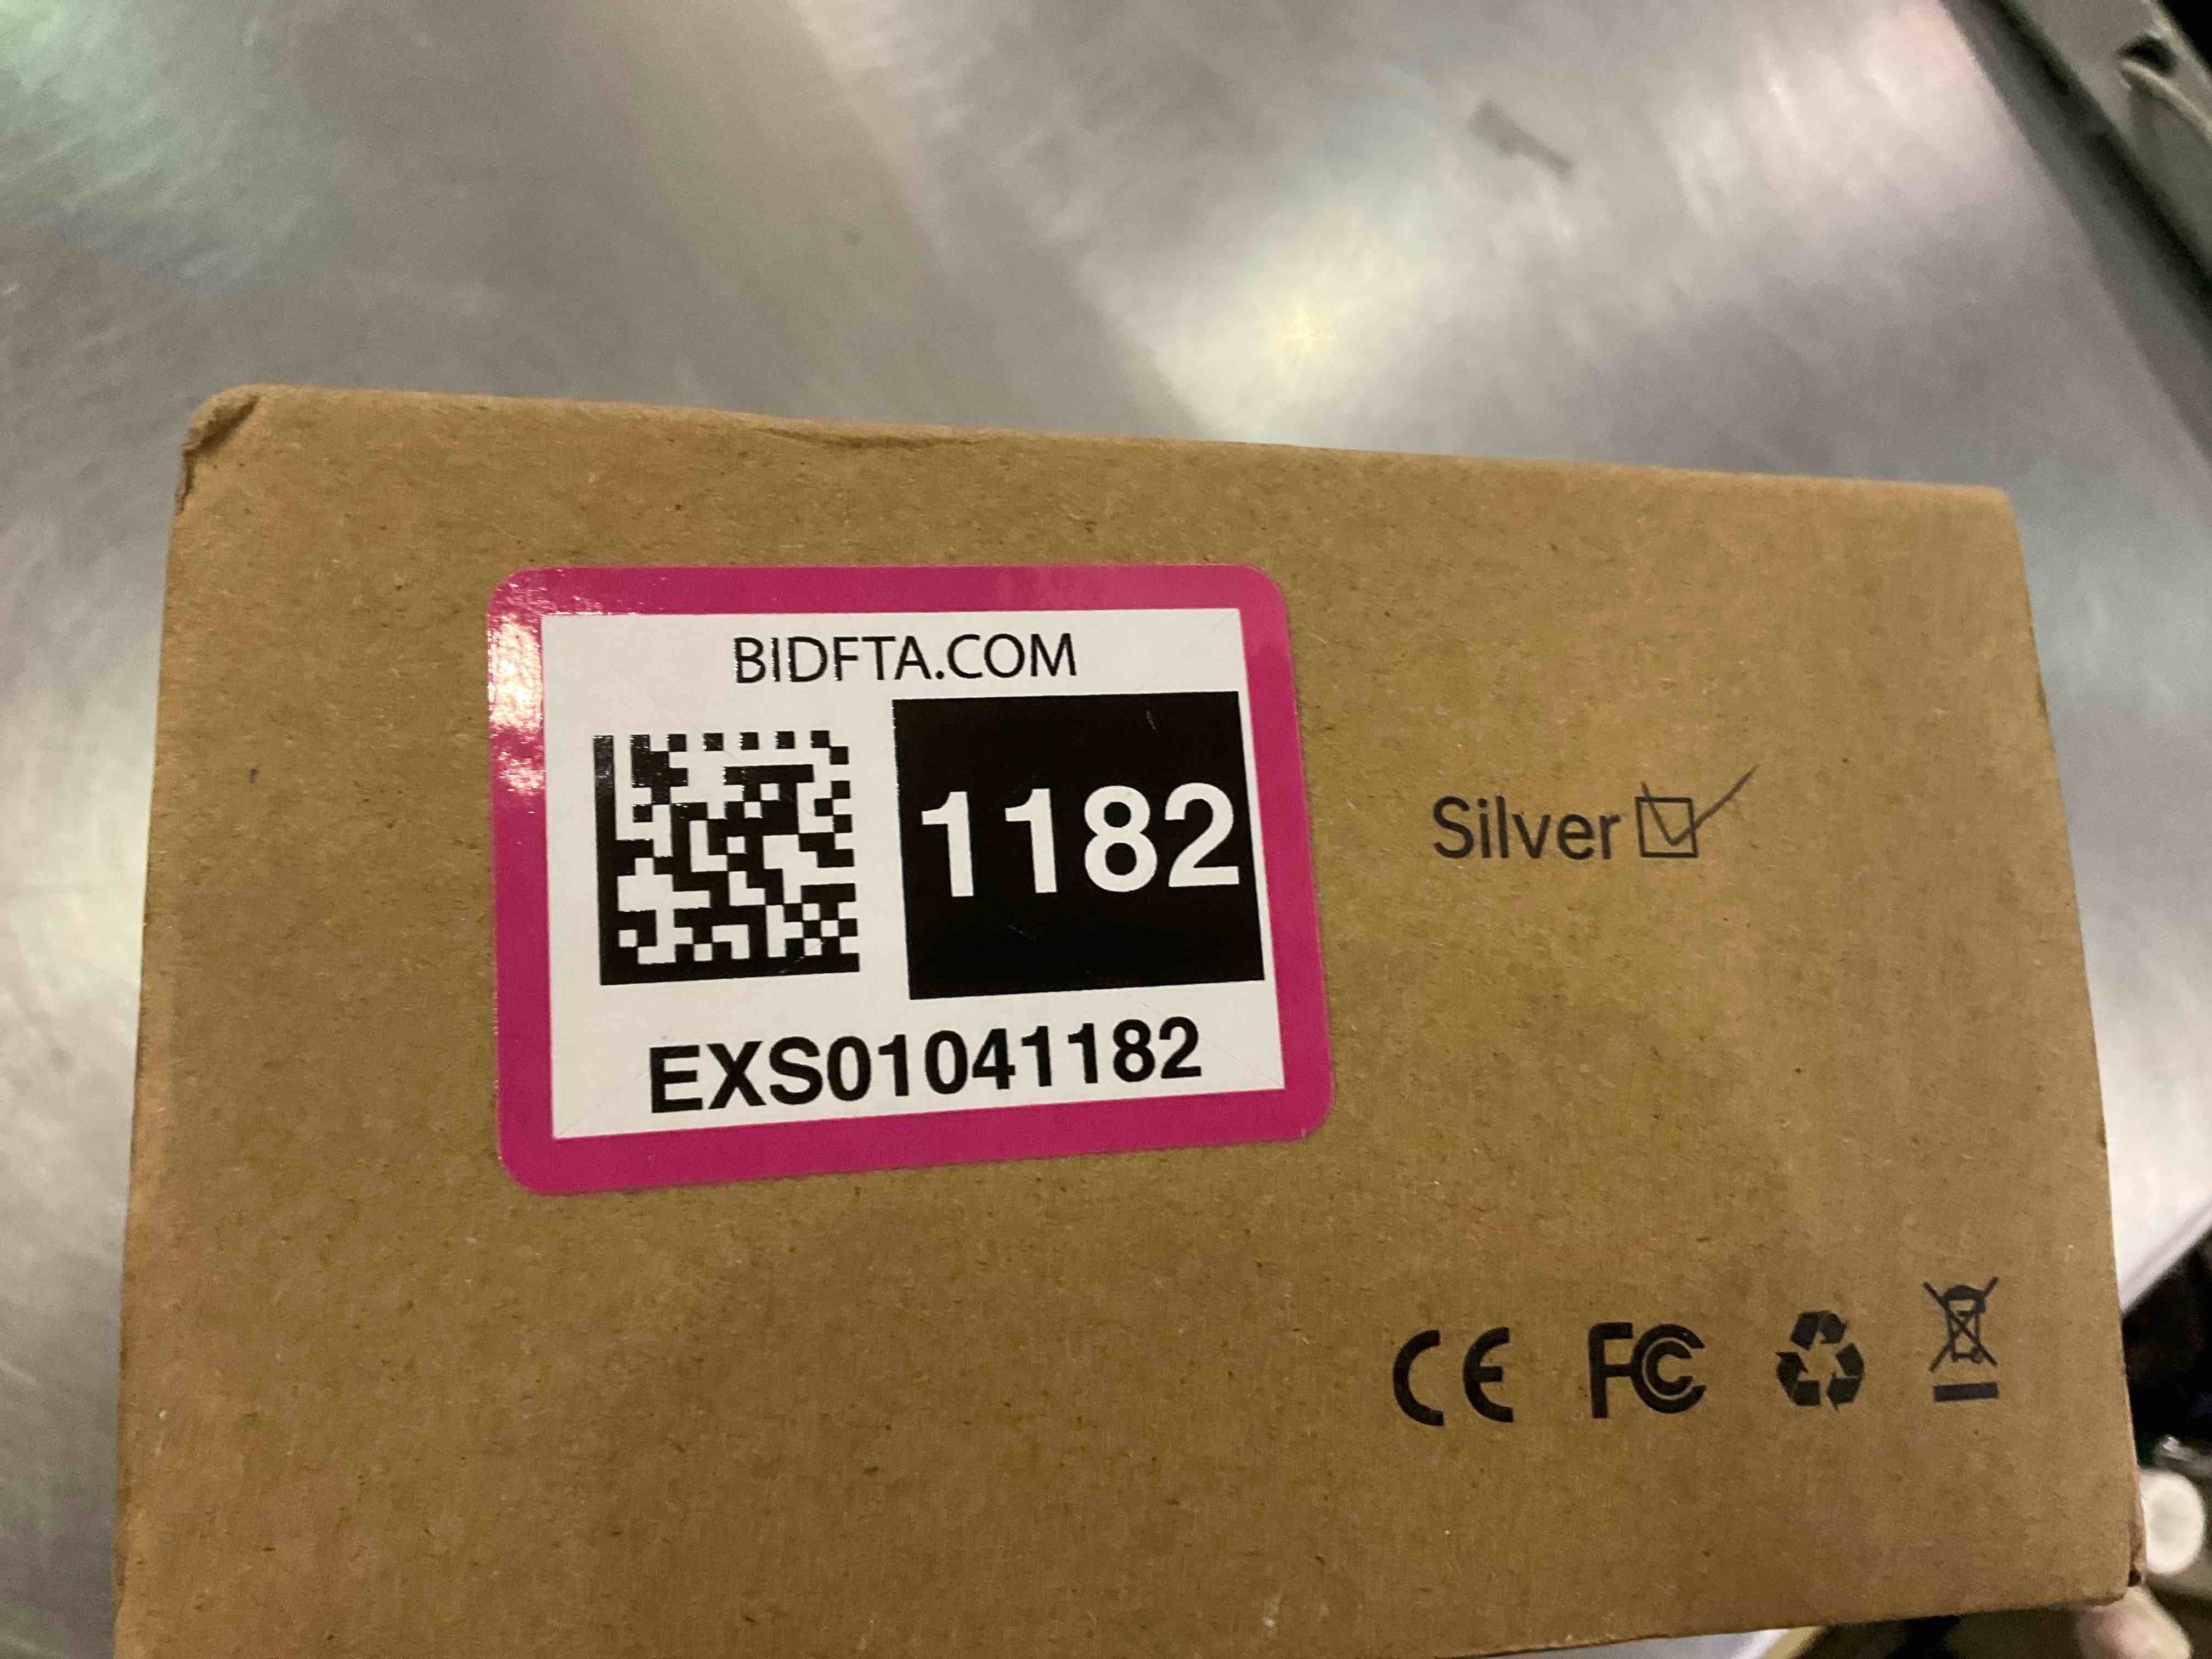 BIDFTA.COM
1182
EXS01041182
Silver
CE FC